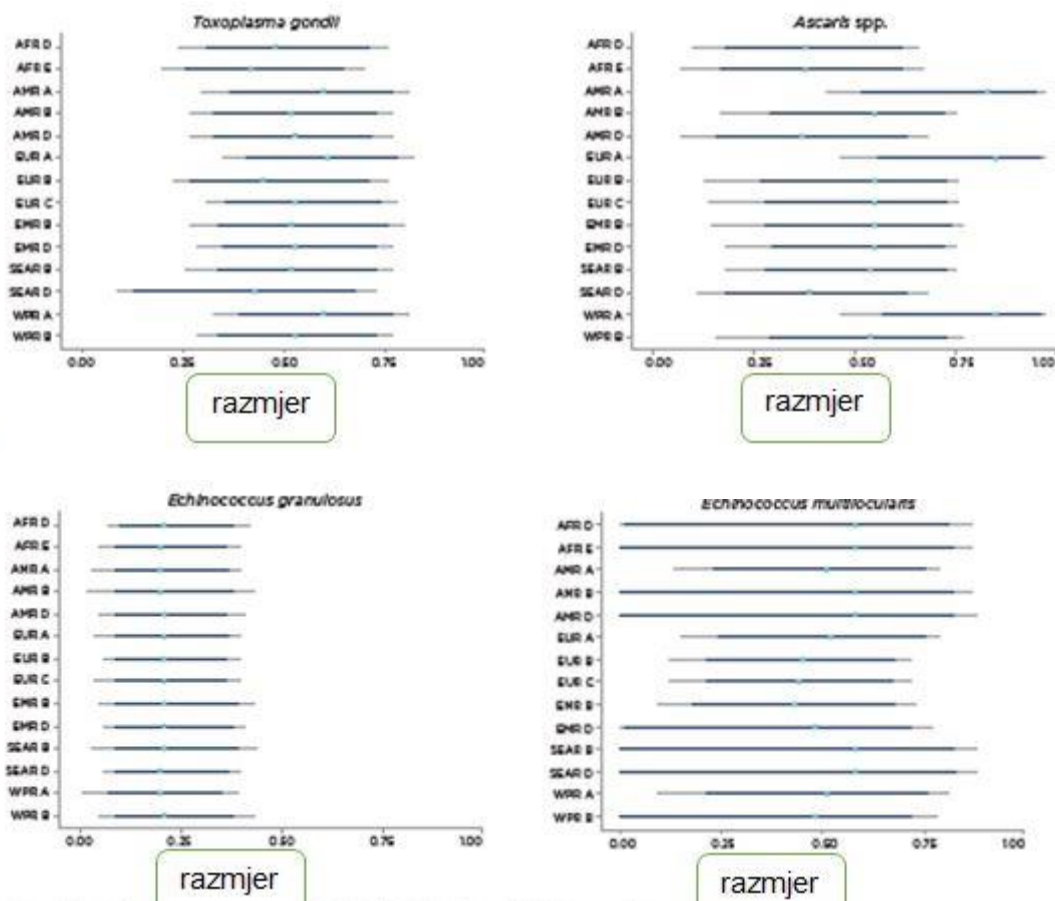 Toxoplasma gondii
AFR D
AFR E
AMR A
AMR B
AMR D
EUR A
EUR B
EUR C
EMR B
EMR D
SEAR B
SEAR D
WPR A
WPR B
0.00 0.25 0.50 0.75 1.00
razmjer
Ascaris spp.
AFR D
AFR E
AMR A
AMR B
AMR D
EUR A
EUR B
EUR C
EMR B
EMR D
SEAR B
SEAR D
WPR A
WPR B
0.00 0.25 0.50 0.75 1.00
razmjer
Echinococcus granulosus
AFR D
AFR E
AMR A
AMR B
AMR D
EUR A
EUR B
EUR C
EMR B
EMR D
SEAR B
SEAR D
WPR A
WPR B
0.00 0.25 0.50 0.75 1.00
razmjer
Echinococcus multilocularis
AFR D
AFR E
AMR A
AMR B
AMR D
EUR A
EUR B
EUR C
EMR B
EMR D
SEAR B
SEAR D
WPR A
WPR B
0.00 0.25 0.50 0.75 1.00
razmjer